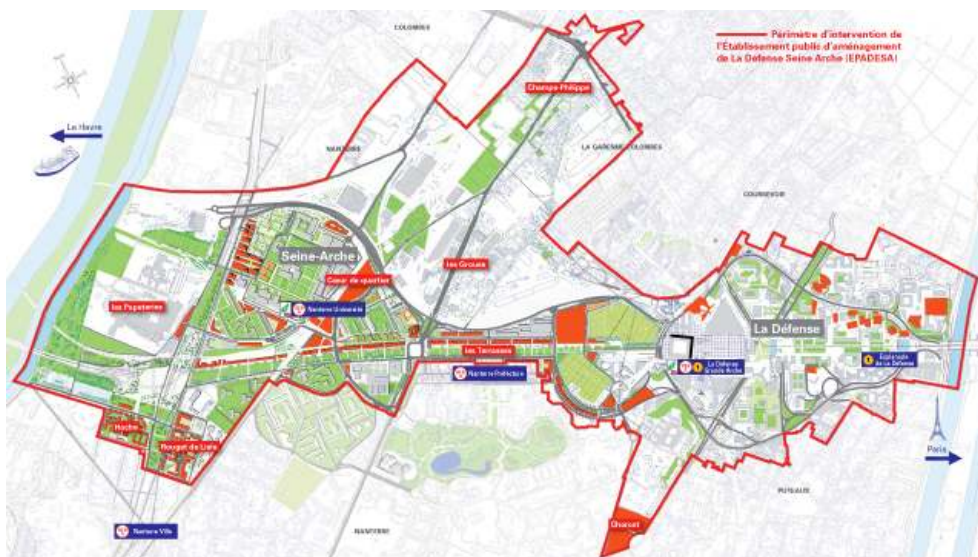 COLOMBES
Périmètre d'intervention de
l'Établissement public d'aménagement
de La Défense Seine Arche (EPADESA)
Le Havre
Champs-Philippe
NANTERRE
LA GARENNE-COLOMBES
COURBEVOIE
Seine-Arche
les Groues
Cœur de quartier
les Papeteries
Nanterre Université
La Défense
les Terrasses
Nanterre Préfecture
La Défense
Grande Arche
Esplanade
de La Défense
Hoche
Rouget de Lisle
Paris
PUTEAUX
Nanterre Ville
NANTERRE